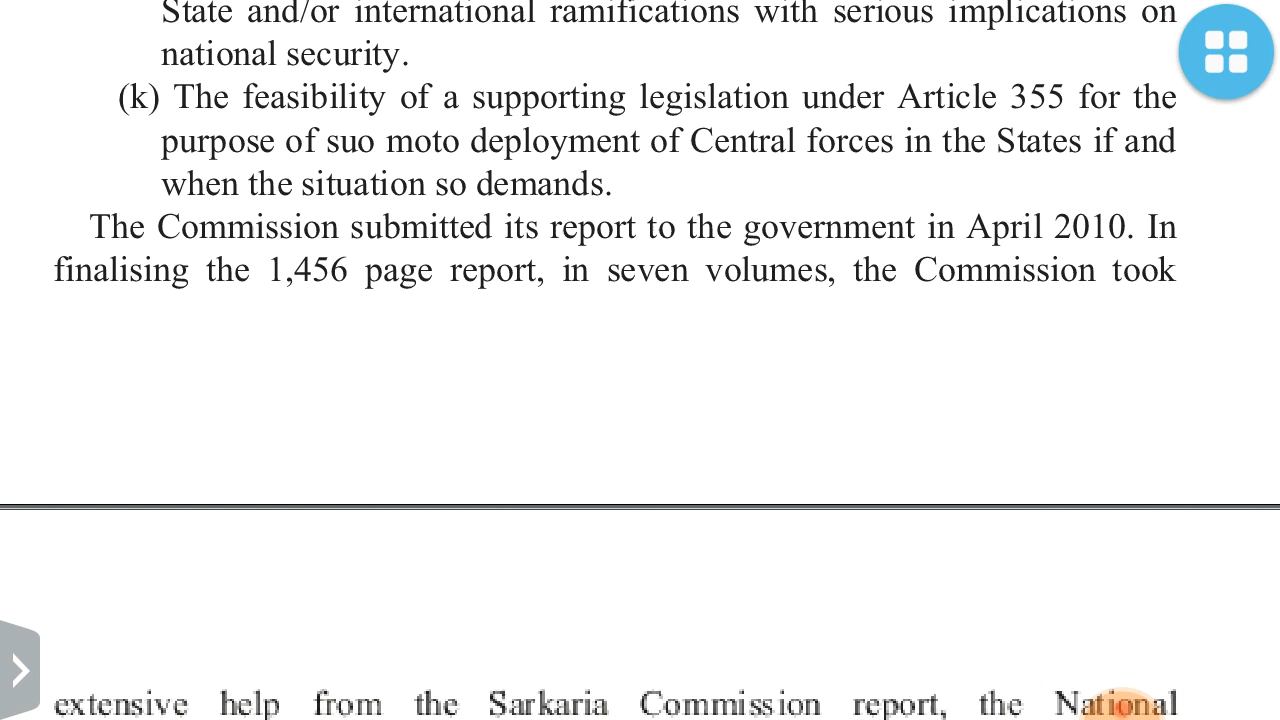 State and/or international ramifications with serious implications on
national security.
(k) The feasibility of a supporting legislation under Article 355 for the
purpose of suo moto deployment of Central forces in the States if and
when the situation so demands.
The Commission submitted its report to the government in April 2010. In
finalising the 1,456 page report, in seven volumes, the Commission took
extensive help from the Sarkaria Commission report, the National